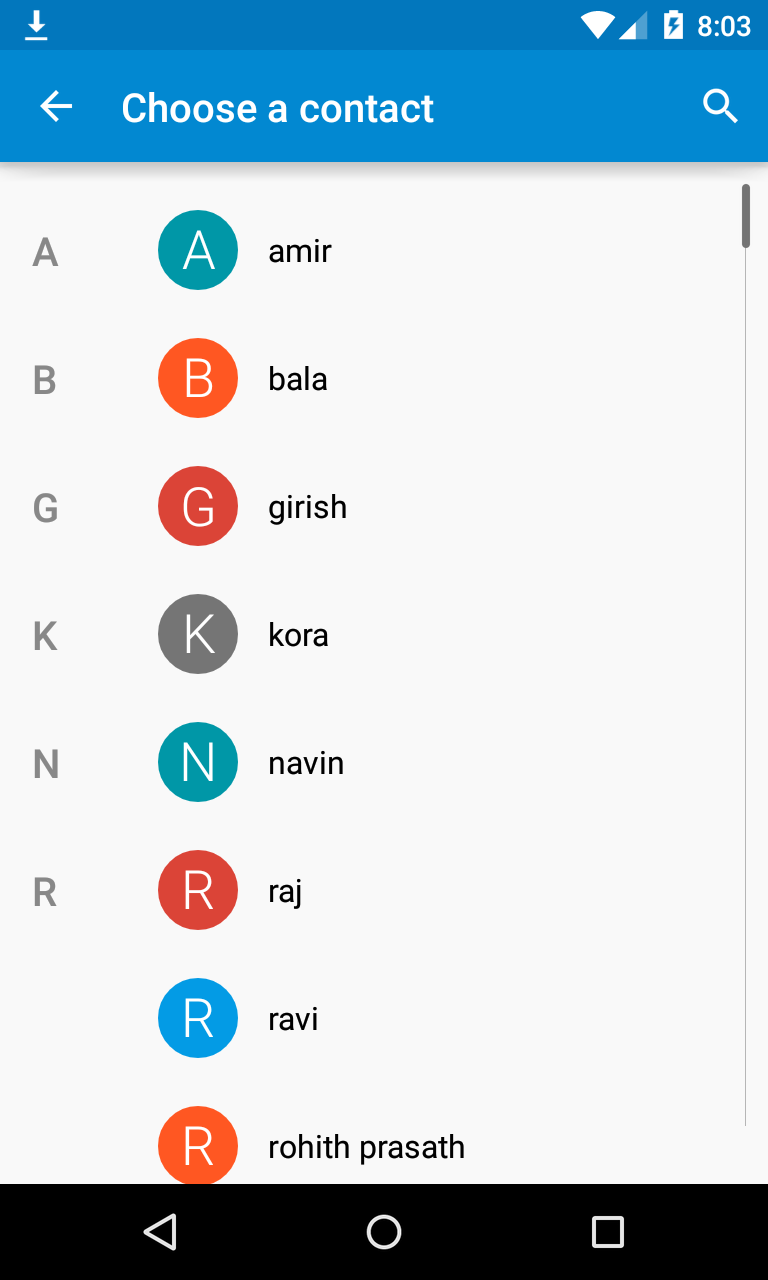 8:03
Choose a contact
A A amir
B B bala
G G girish
K K kora
N N navin
R R raj
R ravi
R rohith prasath